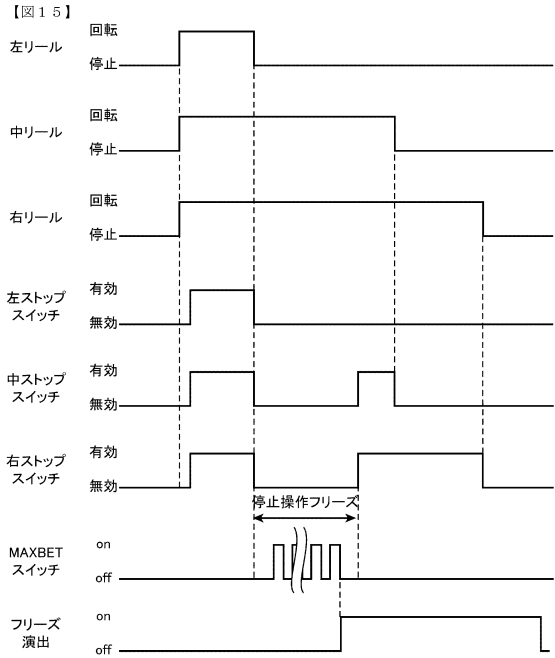 【図１５】
左リール
回転
停止
中リール
回転
停止
右リール
回転
停止
左ストップ
スイッチ
有効
無効
中ストップ
スイッチ
有効
無効
右ストップ
スイッチ
有効
無効
停止操作フリーズ
MAXBET
スイッチ
on
off
フリーズ
演出
on
off